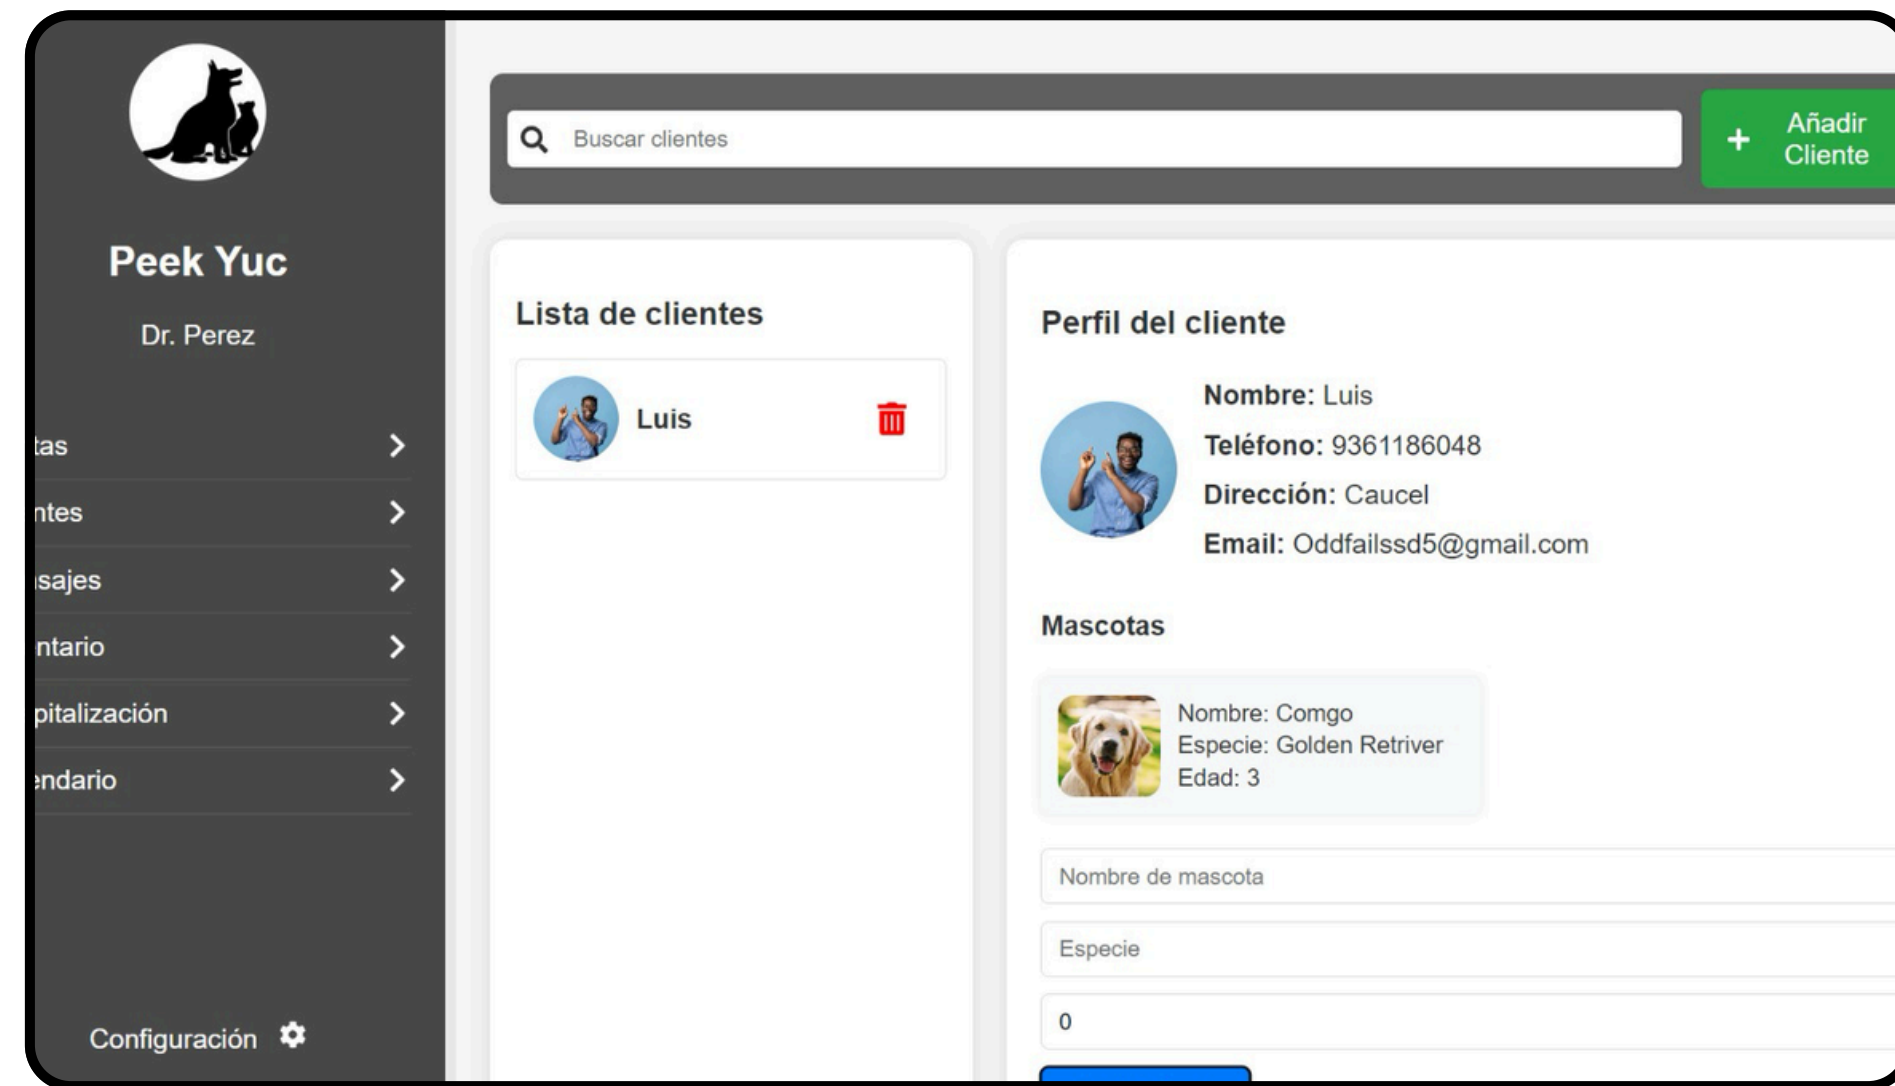 Peek Yuc
Dr. Perez
tas
ntes
sajes
ntario
pitalización
endario
Configuración
Buscar clientes
Añadir
Cliente
Lista de clientes
Luis
Perfil del cliente
Nombre: Luis
Teléfono: 9361186048
Dirección: Caucel
Email: Oddfailssd5@gmail.com
Mascotas
Nombre: Comgo
Especie: Golden Retriver
Edad: 3
Nombre de mascota
Especie
0